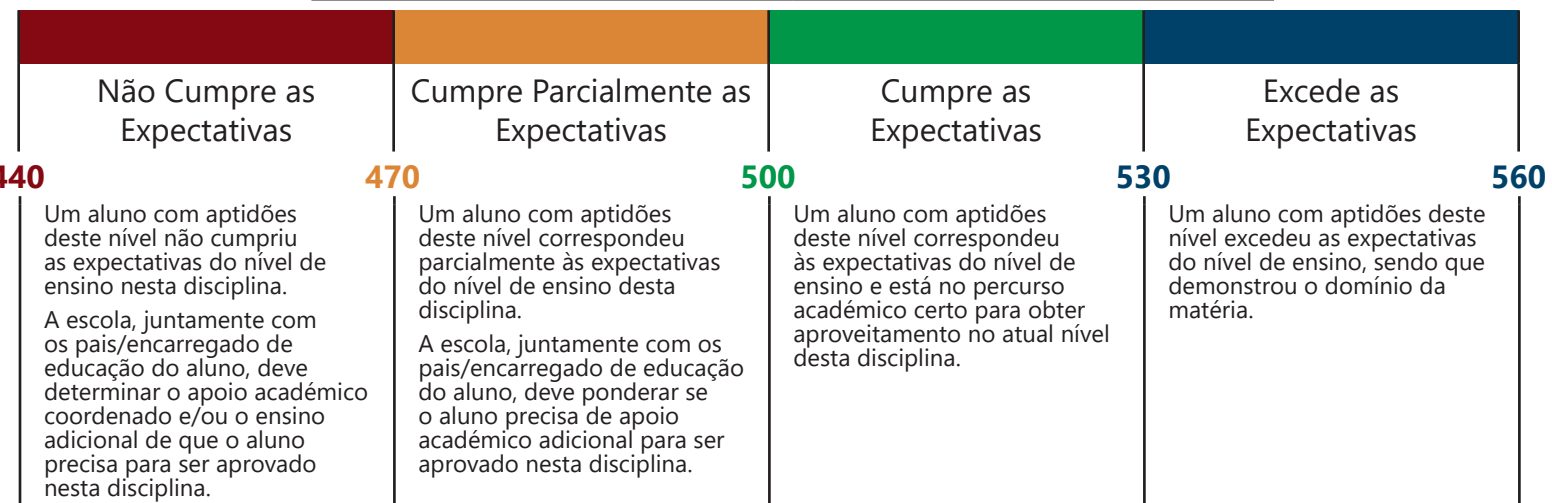 Não Cumpre as
Expectativas
Cumpre Parcialmente as
Expectativas
Cumpre as
Expectativas
Excede as
Expectativas
440
470
500
530
560
Um aluno com aptidões
deste nível não cumpriu
as expectativas do nível de
ensino nesta disciplina.
A escola, juntamente com
os pais/encarregado de
educação do aluno, deve
determinar o apoio académico
coordenado e/ou o ensino
adicional de que o aluno
precisa para ser aprovado
nesta disciplina.
Um aluno com aptidões
deste nível correspondeu
parcialmente às expectativas
do nível de ensino desta
disciplina.
A escola, juntamente com os
pais/encarregado de educação
do aluno, deve ponderar se
o aluno precisa de apoio
académico adicional para ser
aprovado nesta disciplina.
Um aluno com aptidões
deste nível correspondeu
às expectativas do nível de
ensino e está no percurso
académico certo para obter
aproveitamento no atual nível
desta disciplina.
Um aluno com aptidões deste
nível excedeu as expectativas
do nível de ensino, sendo que
demonstrou o domínio da
matéria.